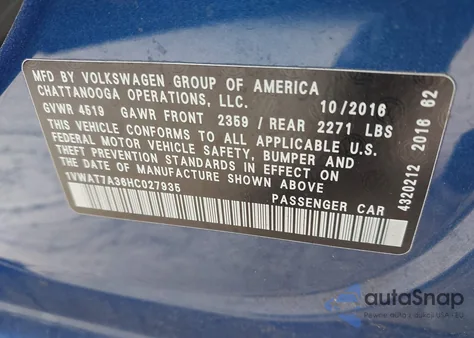 MFD BY VOLKSWAGEN GROUP OF AMERICA
CHATTANOOGA OPERATIONS, LLC. 10/2016
GVWR 4519 GAWR FRONT 2359 / REAR 2271 LBS
THIS VEHICLE CONFORMS TO ALL APPLICABLE U.S.
FEDERAL MOTOR VEHICLE SAFETY, BUMPER AND
THEFT PREVENTION STANDARDS IN EFFECT ON
THE DATE OF MANUFACTURE SHOWN ABOVE
1VWAT7A36HC027935
PASSENGER CAR
4320212 2016 62
autoSnap